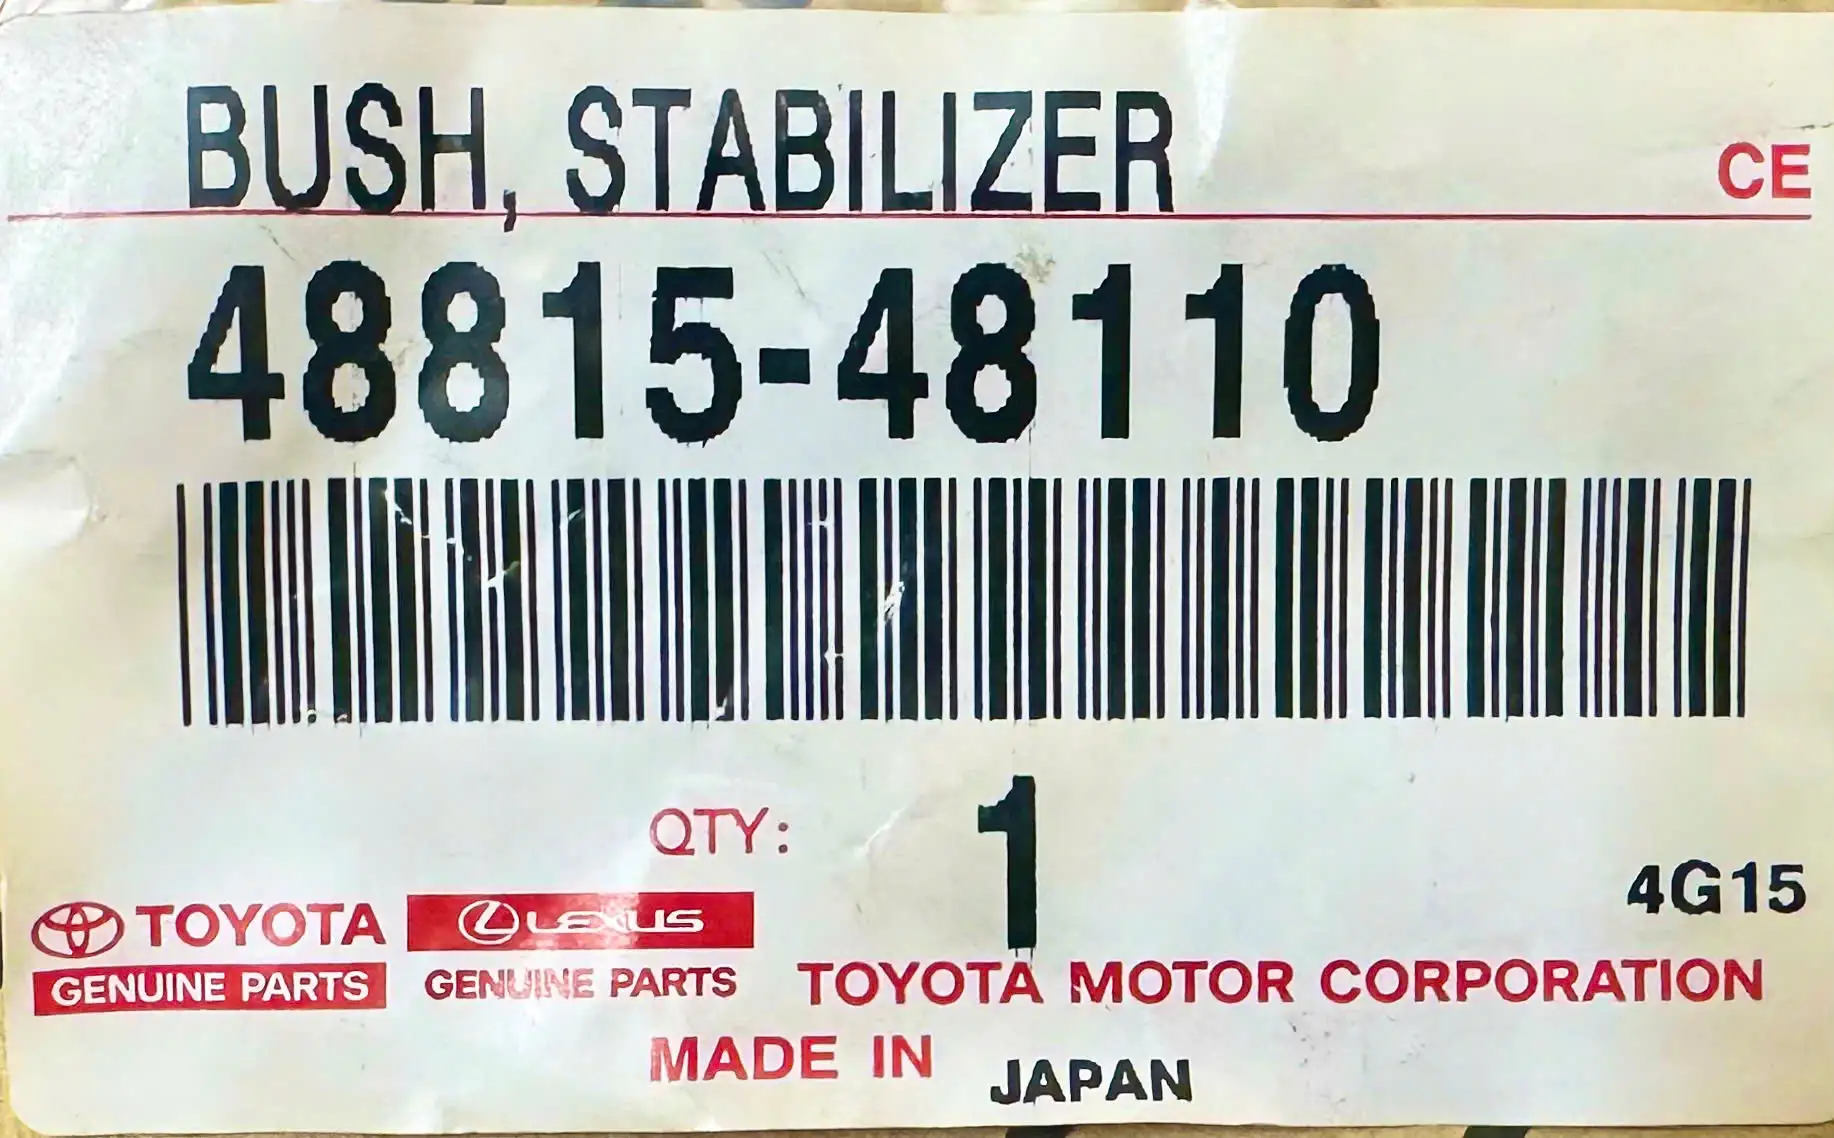 BUSH, STABILIZER
CE
48815-48110
QTY: 1
4G15
TOYOTA LEXUS
GENUINE PARTS GENUINE PARTS TOYOTA MOTOR CORPORATION
MADE IN JAPAN